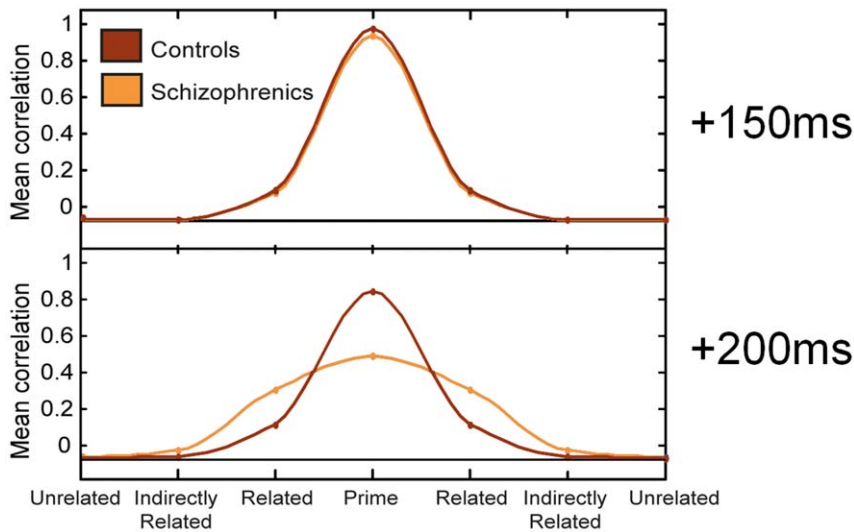 1
0.8
0.6
0.4
0.2
0
Mean correlation
Controls
Schizophrenics
+150ms
1
0.8
0.6
0.4
0.2
0
Mean correlation
+200ms
Unrelated Indirectly Related Prime Related Indirectly Unrelated
Related Related